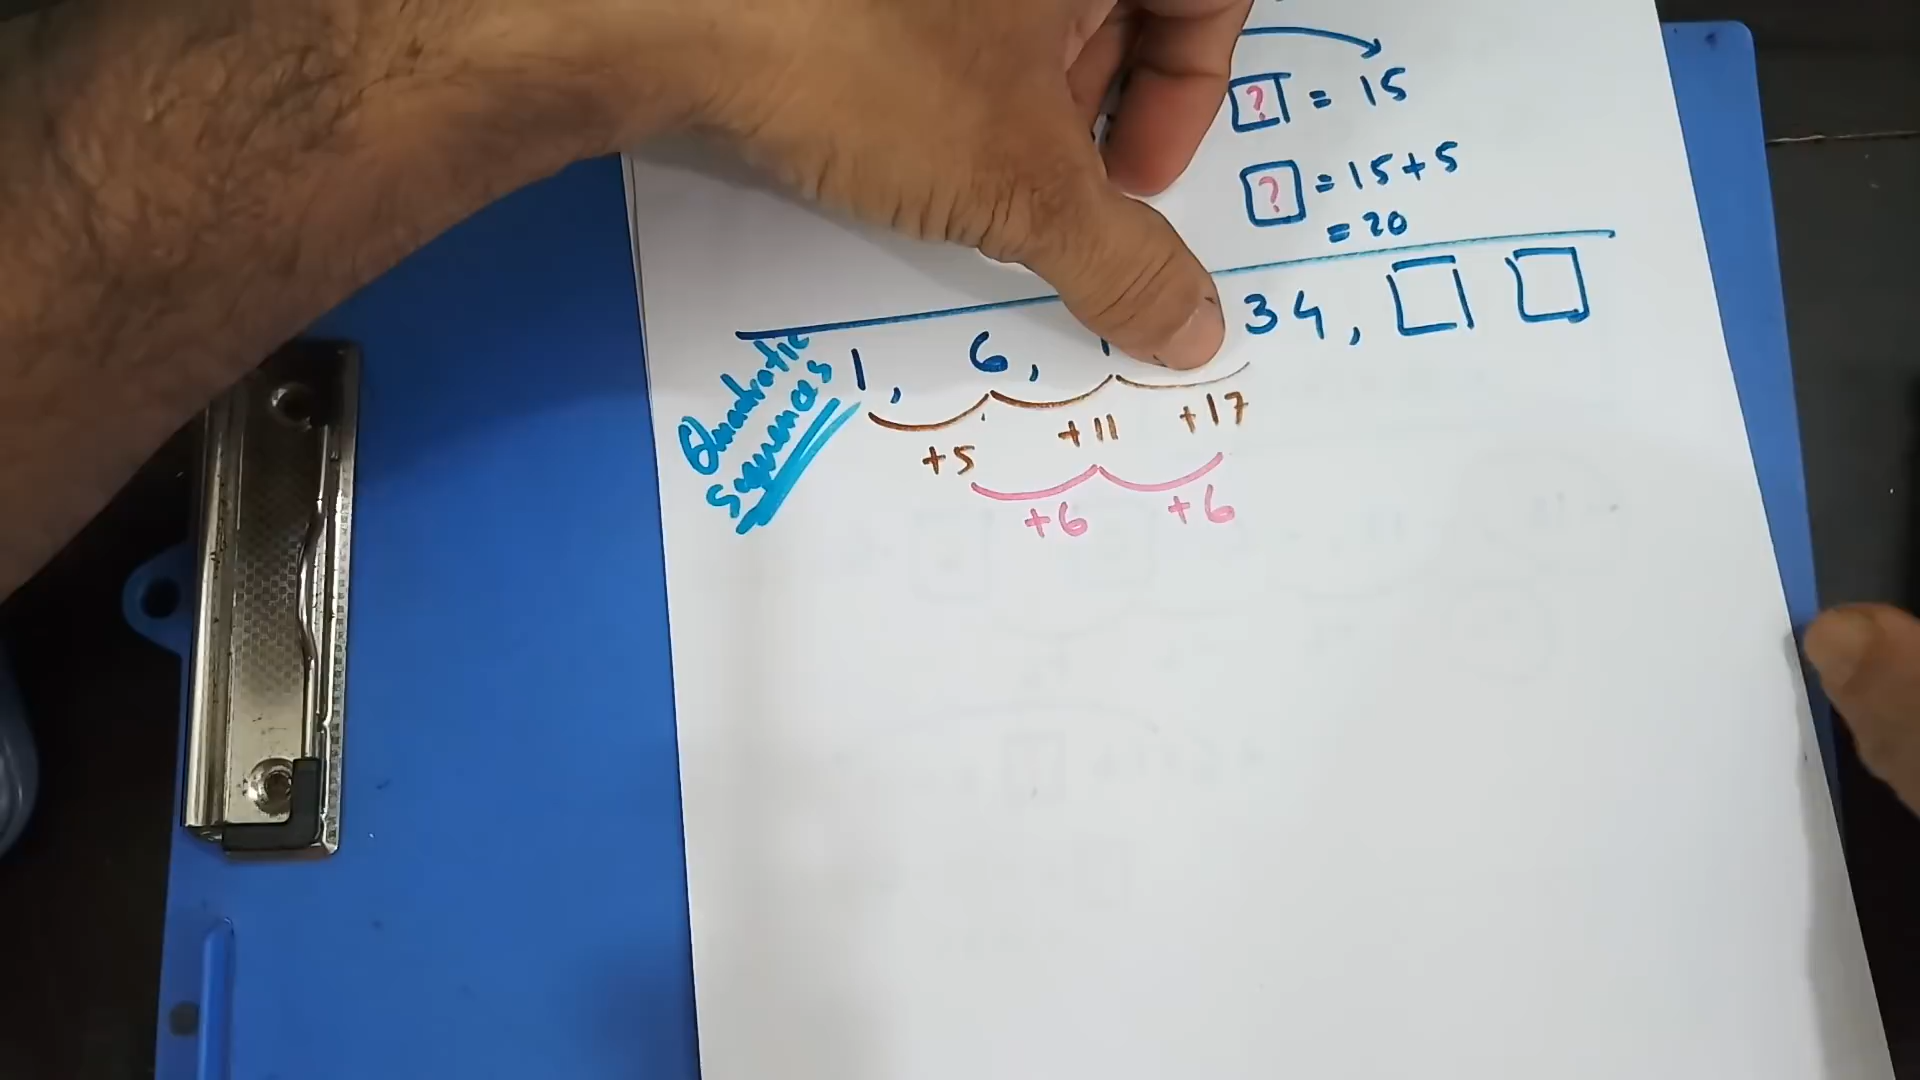 ? = 15
? = 15 + 5
= 20
Quadratic Sequences
1, 6, 34,
+5 +11 +17
+6 +6